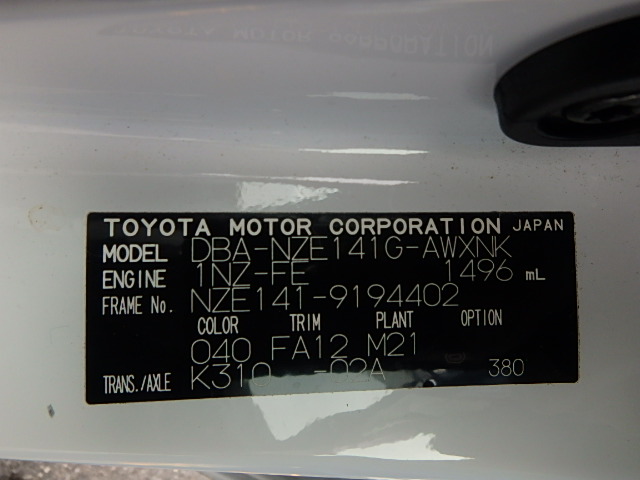 TOYOTA MOTOR CORPORATION JAPAN
MODEL DBA-NZE141G-AWXNK
ENGINE 1NZ-FE 1496 mL
FRAME No. NZE141-9194402
COLOR TRIM PLANT OPTION
040 FA12 M21
TRANS./AXLE K310 -02A 380